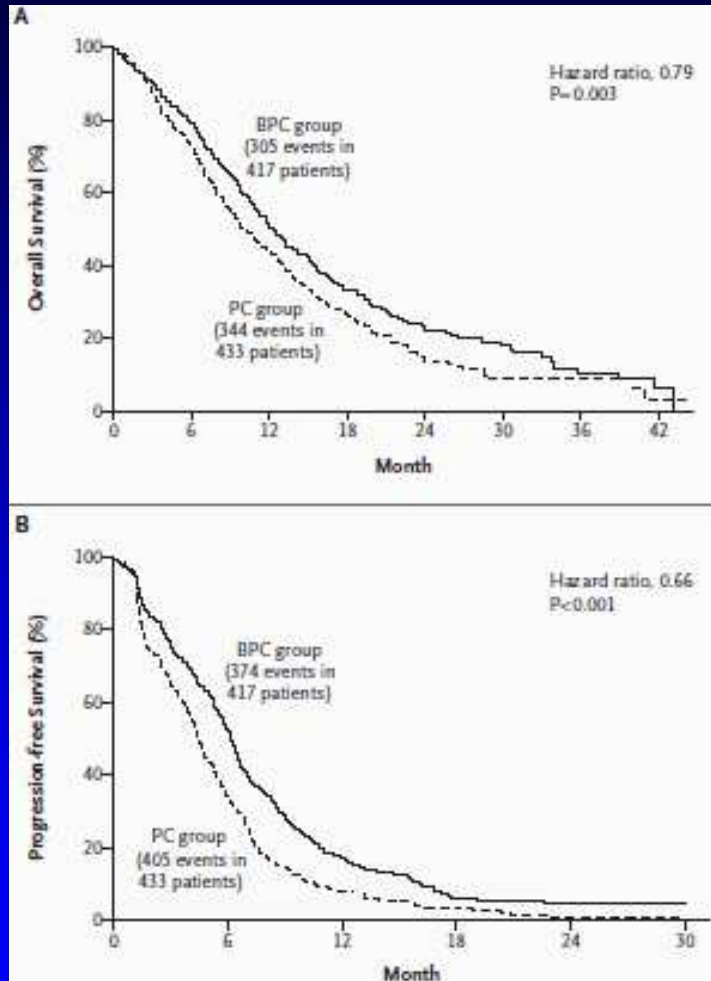 A
100
80
60
40
20
0
Overall Survival (%)
Hazard ratio, 0.79
P=0.003
BPC group
(305 events in
417 patients)
PC group
(344 events in
433 patients)
0 6 12 18 24 30 36 42
Month
B
100
80
60
40
20
0
Progression-free Survival (%)
Hazard ratio, 0.66
P<0.001
BPC group
(374 events in
417 patients)
PC group
(405 events in
433 patients)
0 6 12 18 24 30
Month